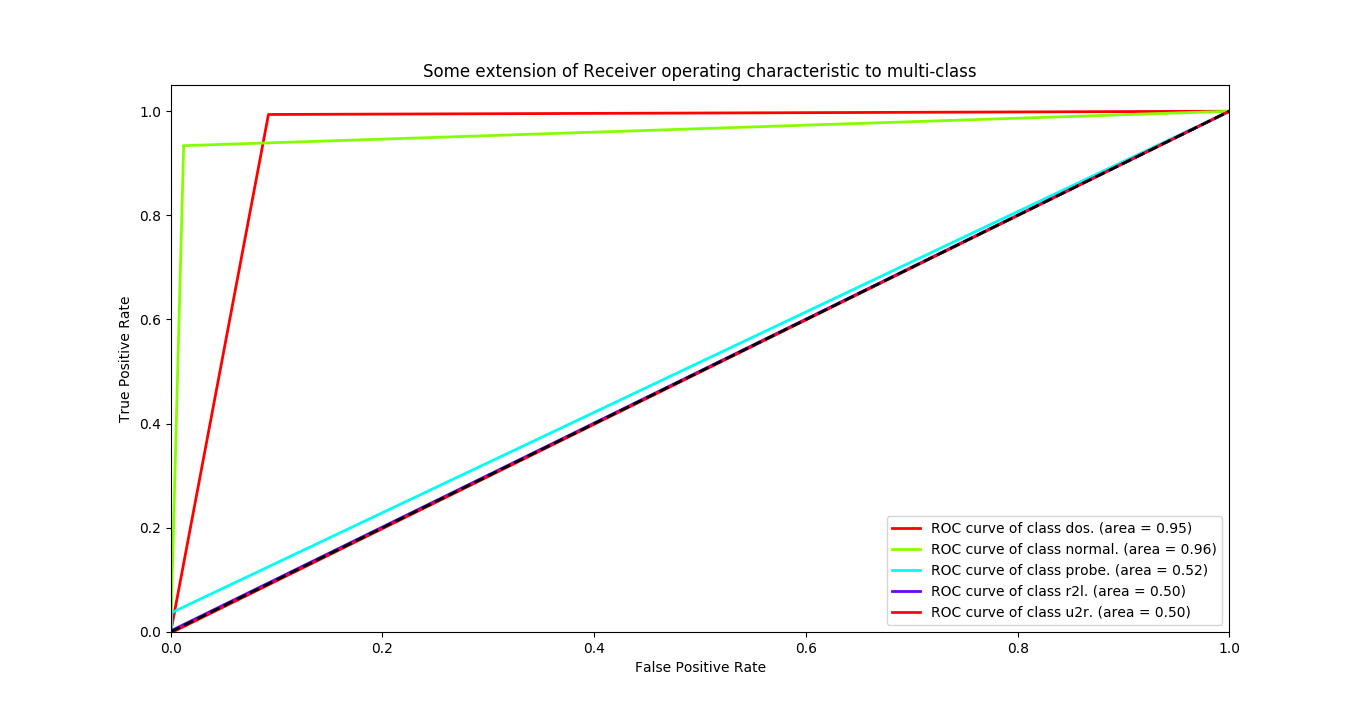 Some extension of Receiver operating characteristic to multi-class
1.0
0.8
0.6
0.4
0.2
0.0
True Positive Rate
0.0 0.2 0.4 0.6 0.8 1.0
False Positive Rate
ROC curve of class dos. (area = 0.95)
ROC curve of class normal. (area = 0.96)
ROC curve of class probe. (area = 0.52)
ROC curve of class r2l. (area = 0.50)
ROC curve of class u2r. (area = 0.50)